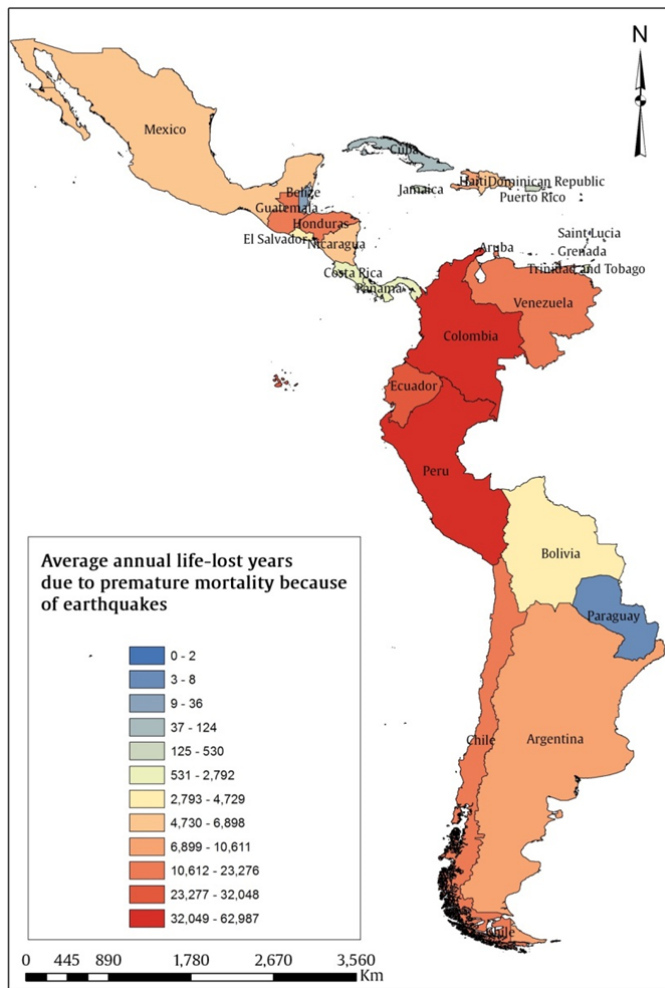 N
Mexico
Cuba
Haiti Dominican Republic
Jamaica
Puerto Rico
Belize
Guatemala
Honduras
El Salvador
Nicaragua
Saint Lucia
Grenada
Aruba
Trinidad and Tobago
Costa Rica
Panama
Venezuela
Colombia
Ecuador
Peru
Bolivia
Paraguay
Chile
Argentina
Chile
Average annual life-lost years
due to premature mortality because
of earthquakes
0 - 2
3 - 8
9 - 36
37 - 124
125 - 530
531 - 2,792
2,793 - 4,729
4,730 - 6,898
6,899 - 10,611
10,612 - 23,276
23,277 - 32,048
32,049 - 62,987
0 445 890 1,780 2,670 3,560
Km